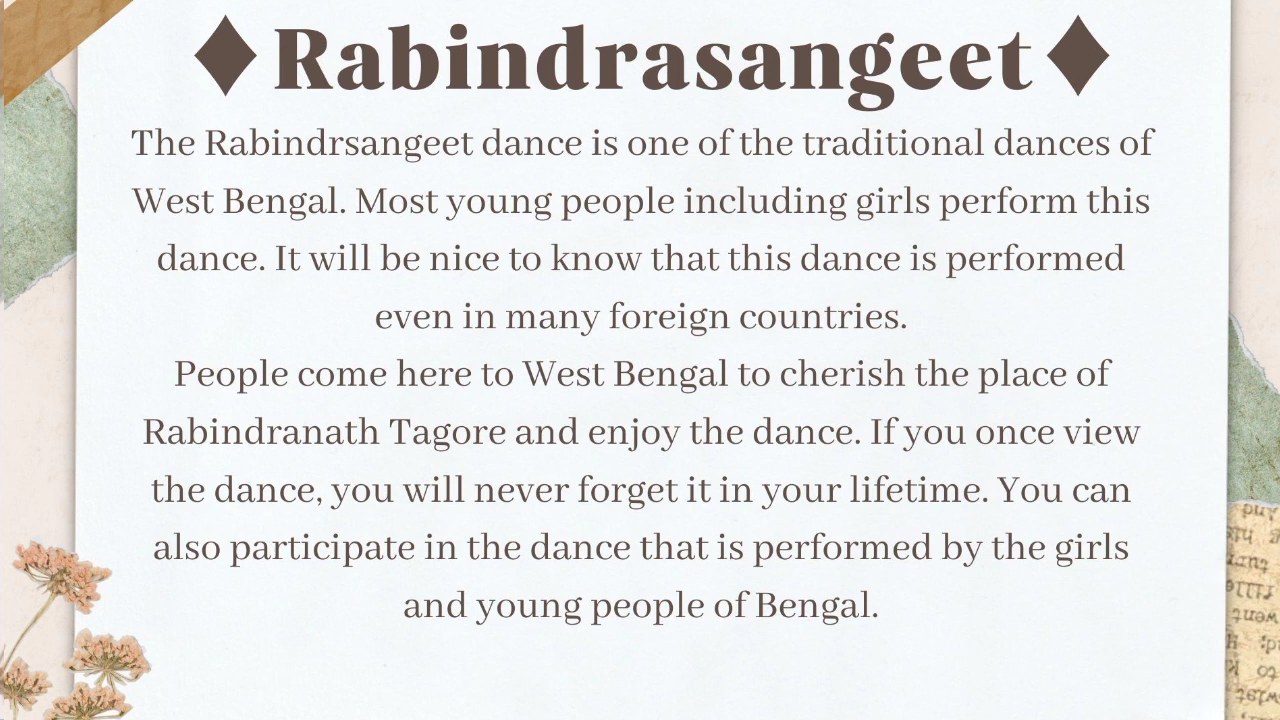 ♦Rabindrasangeet♦
The Rabindrsangeet dance is one of the traditional dances of
West Bengal. Most young people including girls perform this
dance. It will be nice to know that this dance is performed
even in many foreign countries.
People come here to West Bengal to cherish the place of
Rabindranath Tagore and enjoy the dance. If you once view
the dance, you will never forget it in your lifetime. You can
also participate in the dance that is performed by the girls
and young people of Bengal.